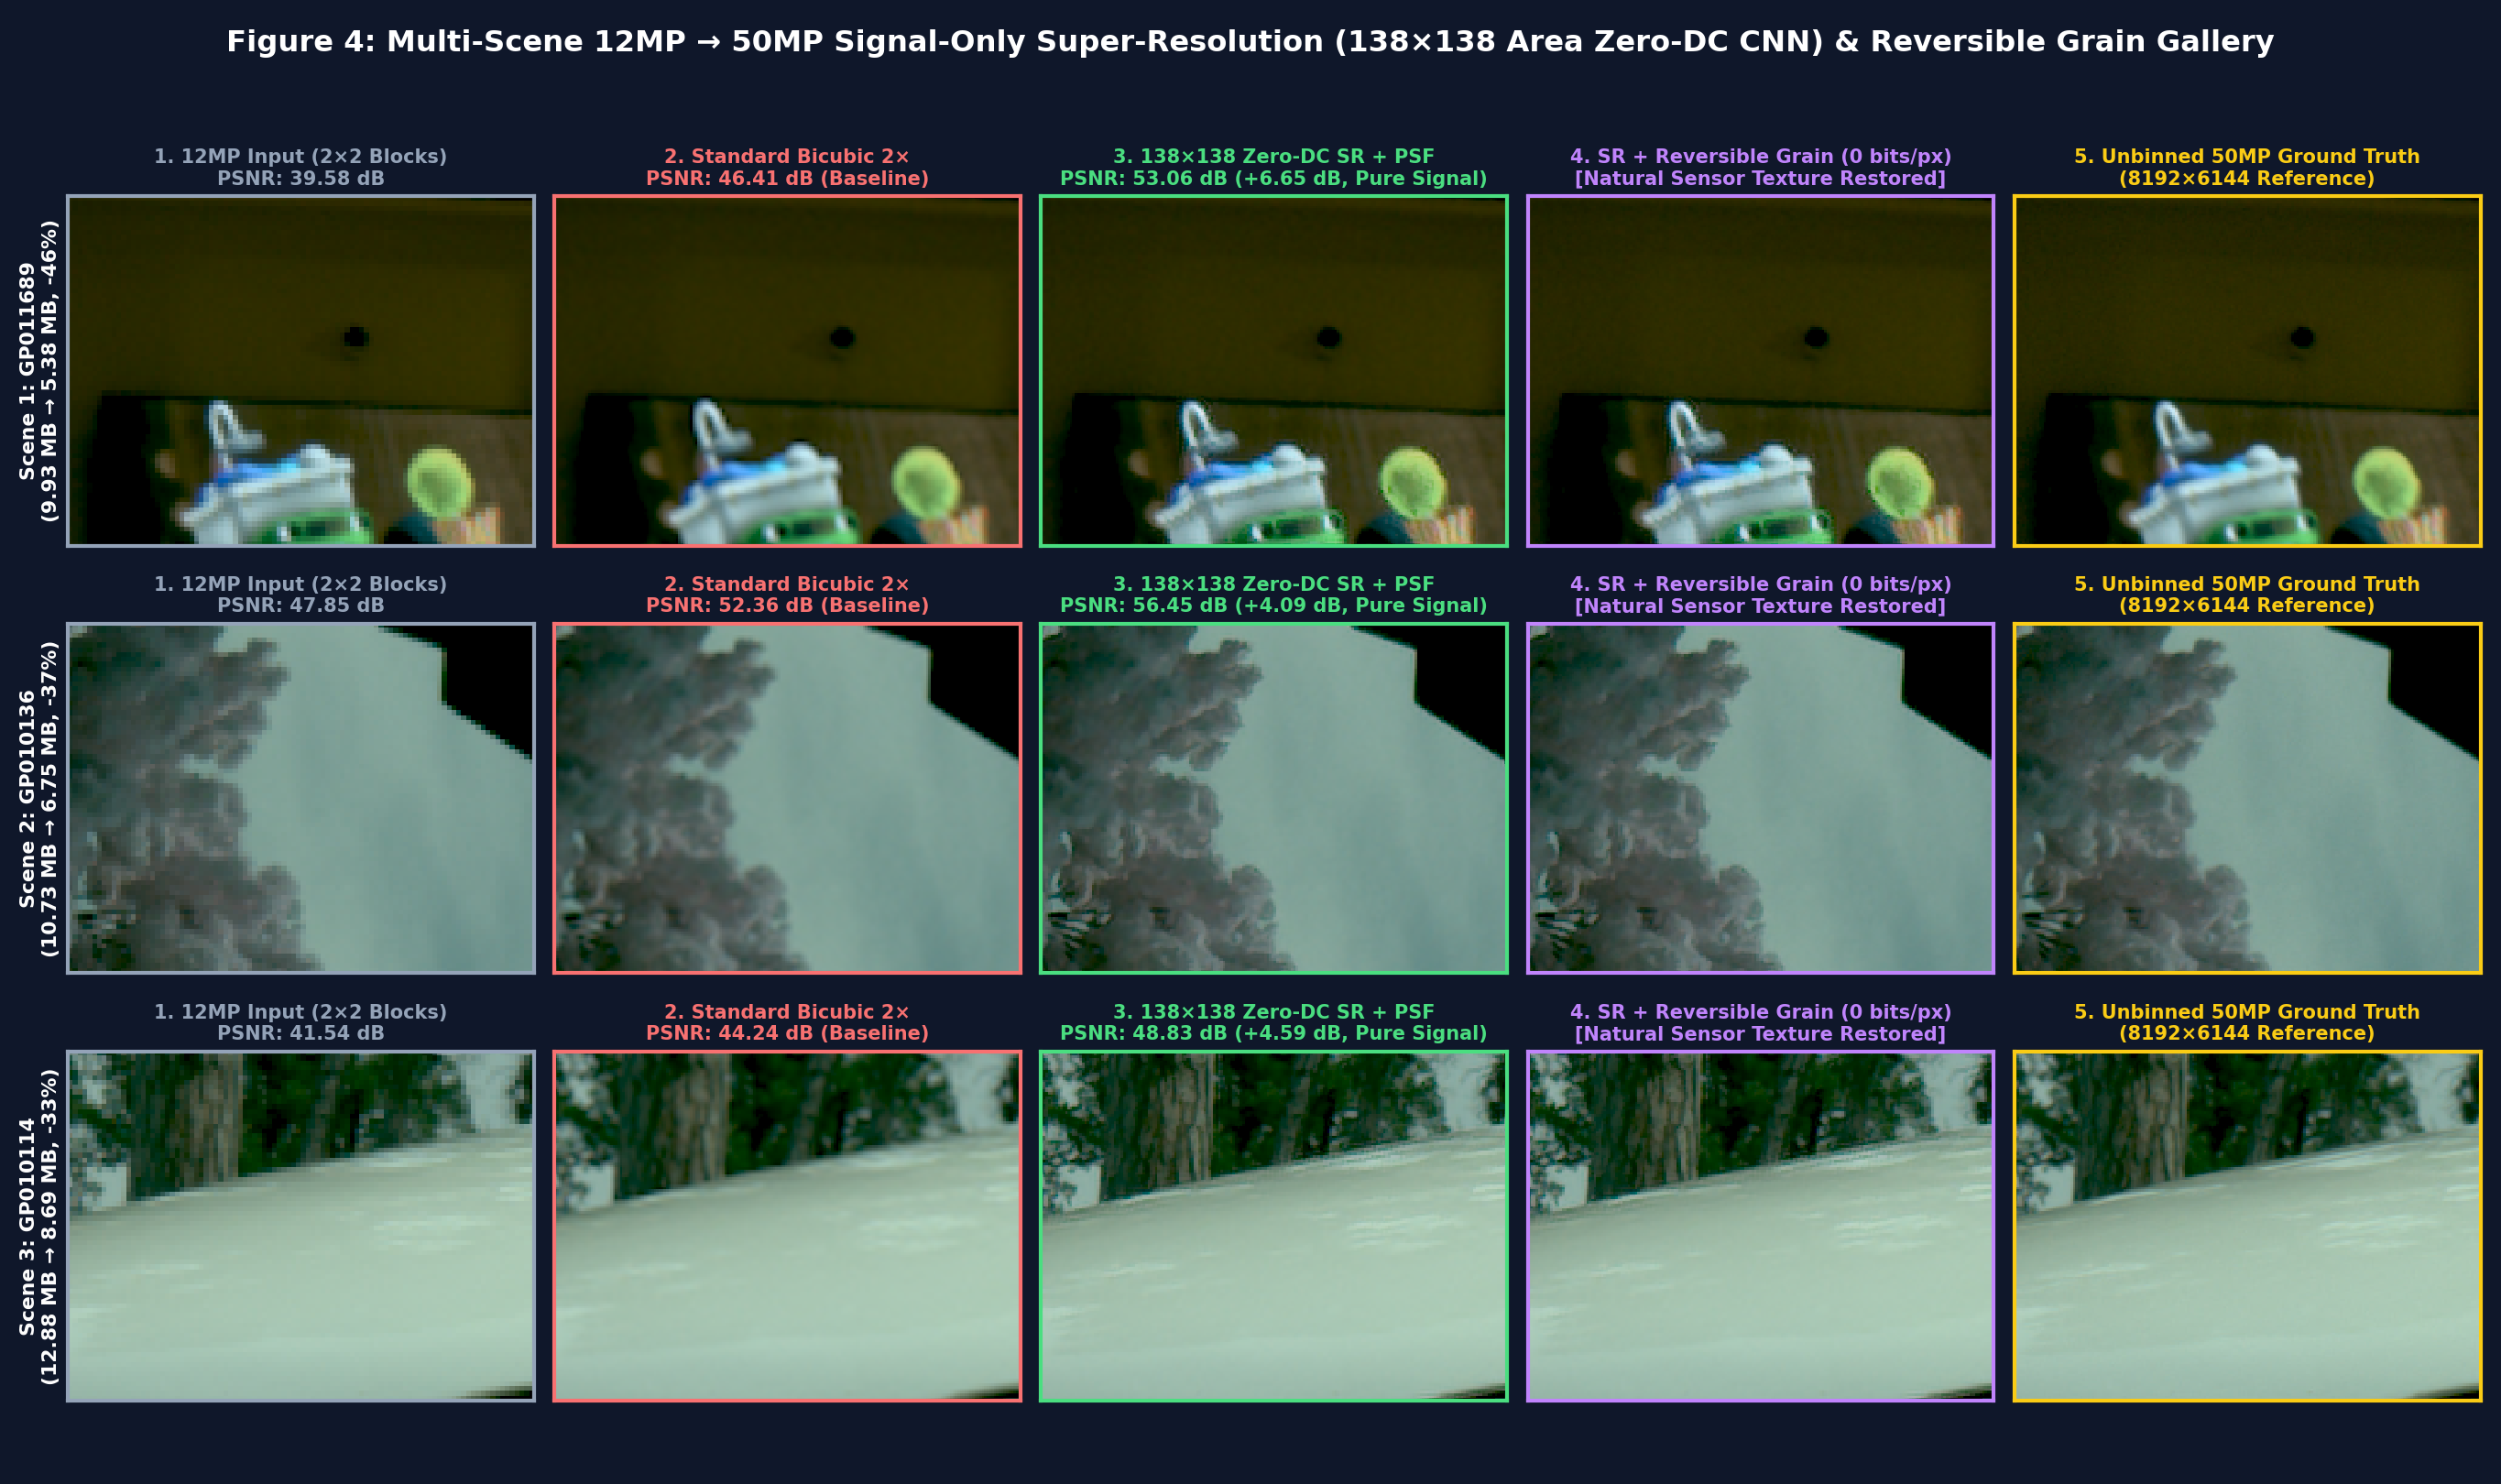 Figure 4: Multi-Scene 12MP → 50MP Signal-Only Super-Resolution (138×138 Area Zero-DC CNN) & Reversible Grain Gallery
Scene 1: GP011689
(9.93 MB → 5.38 MB, -46%)
1. 12MP Input (2×2 Blocks)
PSNR: 39.58 dB
2. Standard Bicubic 2×
PSNR: 46.41 dB (Baseline)
3. 138×138 Zero-DC SR + PSF
PSNR: 53.06 dB (+6.65 dB, Pure Signal)
4. SR + Reversible Grain (0 bits/px)
[Natural Sensor Texture Restored]
5. Unbinned 50MP Ground Truth
(8192×6144 Reference)
Scene 2: GP010136
(10.73 MB → 6.75 MB, -37%)
1. 12MP Input (2×2 Blocks)
PSNR: 47.85 dB
2. Standard Bicubic 2×
PSNR: 52.36 dB (Baseline)
3. 138×138 Zero-DC SR + PSF
PSNR: 56.45 dB (+4.09 dB, Pure Signal)
4. SR + Reversible Grain (0 bits/px)
[Natural Sensor Texture Restored]
5. Unbinned 50MP Ground Truth
(8192×6144 Reference)
Scene 3: GP010114
(12.88 MB → 8.69 MB, -33%)
1. 12MP Input (2×2 Blocks)
PSNR: 41.54 dB
2. Standard Bicubic 2×
PSNR: 44.24 dB (Baseline)
3. 138×138 Zero-DC SR + PSF
PSNR: 48.83 dB (+4.59 dB, Pure Signal)
4. SR + Reversible Grain (0 bits/px)
[Natural Sensor Texture Restored]
5. Unbinned 50MP Ground Truth
(8192×6144 Reference)